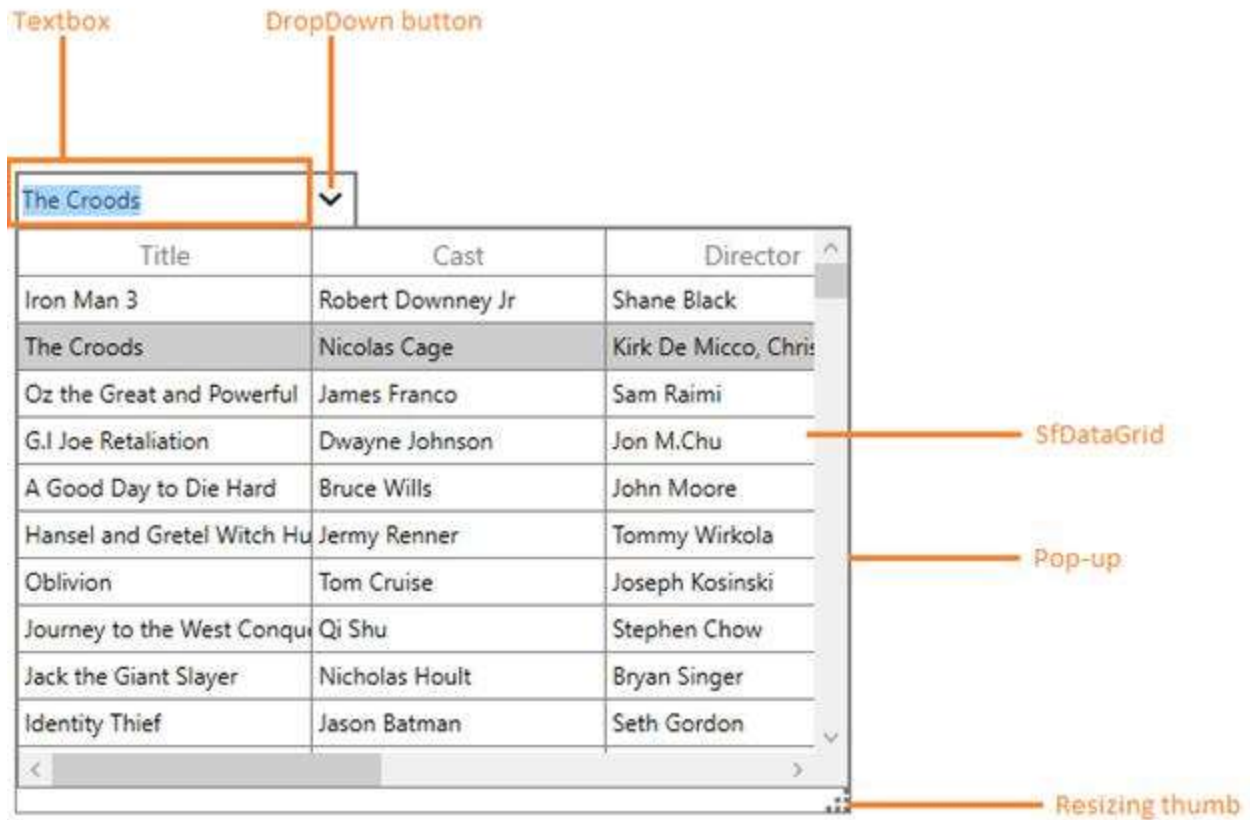 Textbox DropDown button
The Croods
Title Cast Director
Iron Man 3 Robert Downney Jr Shane Black
The Croods Nicolas Cage Kirk De Micco, Chris
Oz the Great and Powerful James Franco Sam Raimi
G.I Joe Retaliation Dwayne Johnson Jon M.Chu
SfDataGrid
A Good Day to Die Hard Bruce Wills John Moore
Hansel and Gretel Witch Hu Jermy Renner Tommy Wirkola
Pop-up
Oblivion Tom Cruise Joseph Kosinski
Journey to the West Conqu Qi Shu Stephen Chow
Jack the Giant Slayer Nicholas Hoult Bryan Singer
Identity Thief Jason Batman Seth Gordon
Resizing thumb